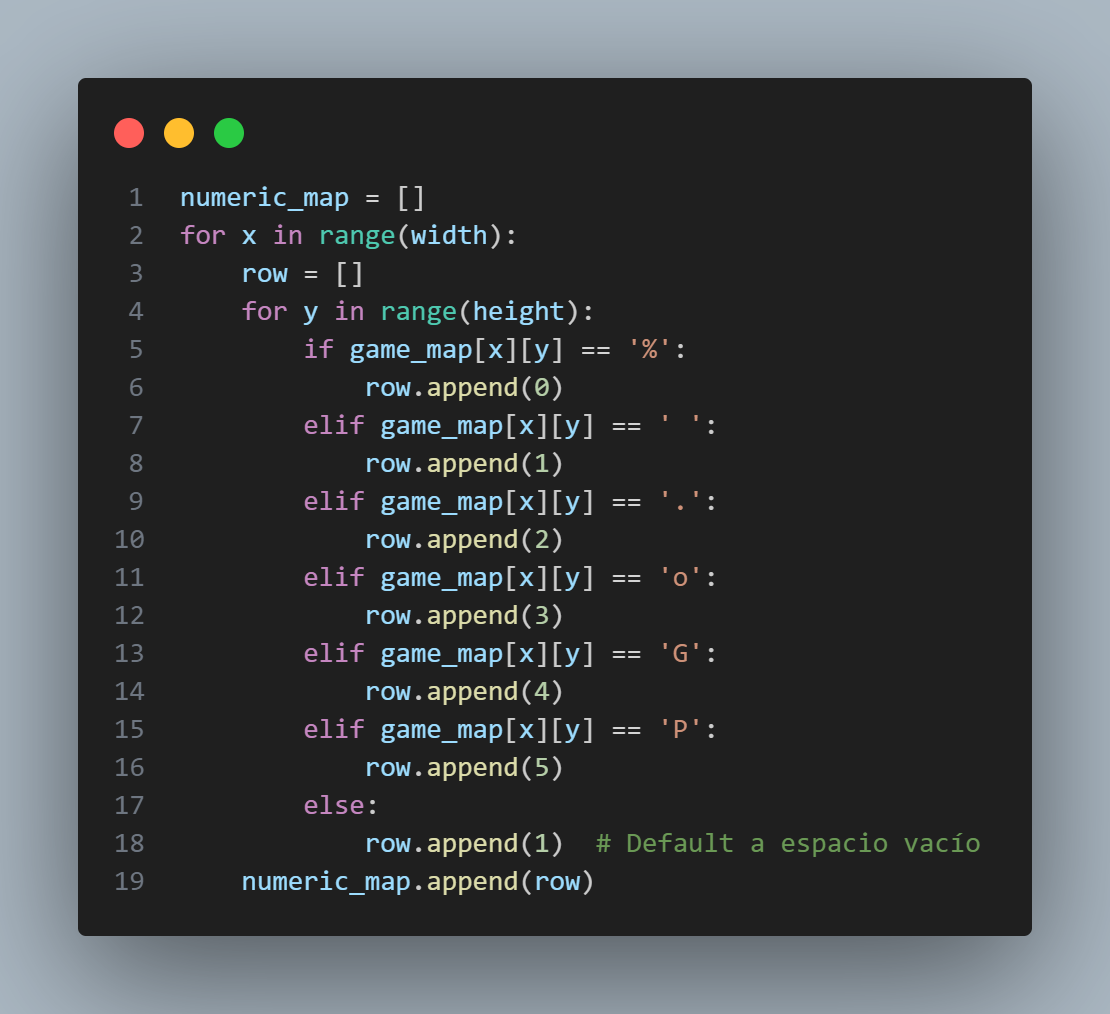 1 numeric_map = []
2 for x in range(width):
3     row = []
4     for y in range(height):
5         if game_map[x][y] == '%':
6             row.append(0)
7         elif game_map[x][y] == ' ':
8             row.append(1)
9         elif game_map[x][y] == '.':
10             row.append(2)
11         elif game_map[x][y] == 'o':
12             row.append(3)
13         elif game_map[x][y] == 'G':
14             row.append(4)
15         elif game_map[x][y] == 'P':
16             row.append(5)
17         else:
18             row.append(1)  # Default a espacio vacío
19     numeric_map.append(row)